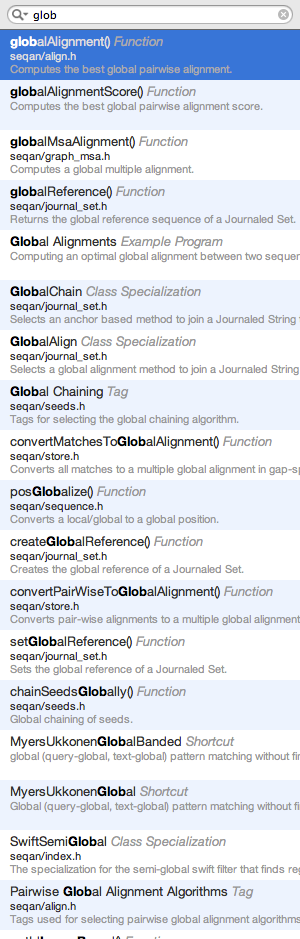 glob
globalAlignment() Function
seqan/align.h
Computes the best global pairwise alignment.
globalAlignmentScore() Function
Computes the best global pairwise alignment score.
globalMsaAlignment() Function
seqan/graph_msa.h
Computes a global multiple alignment.
globalReference() Function
seqan/journal_set.h
Returns the global reference sequence of a Journaled Set.
Global Alignments Example Program
Computing an optimal global alignment between two sequen
GlobalChain Class Specialization
seqan/journal_set.h
Selects an anchor based method to join a Journaled String
GlobalAlign Class Specialization
seqan/journal_set.h
Selects a global alignment method to join a Journaled String
Global Chaining Tag
seqan/seeds.h
Tags for selecting the global chaining algorithm.
convertMatchesToGlobalAlignment() Function
seqan/store.h
Converts all matches to a multiple global alignment in gap-sp
posGlobalize() Function
seqan/sequence.h
Converts a local/global to a global position.
createGlobalReference() Function
seqan/journal_set.h
Creates the global reference of a Journaled Set.
convertPairWiseToGlobalAlignment() Function
seqan/store.h
Converts pair-wise alignments to a multiple global alignment
setGlobalReference() Function
seqan/journal_set.h
Sets the global reference of a Journaled Set.
chainSeedsGlobally() Function
seqan/seeds.h
Global chaining of seeds.
MyersUkkonenGlobalBanded Shortcut
global (query-global, text-global) pattern matching without fi
MyersUkkonenGlobal Shortcut
Global (query-global, text-global) pattern matching without fi
SwiftSemiGlobal Class Specialization
seqan/index.h
The specialization for the semi-global swift filter that finds re
Pairwise Global Alignment Algorithms Tag
seqan/align.h
Tags used for selecting pairwise global alignment algorithms